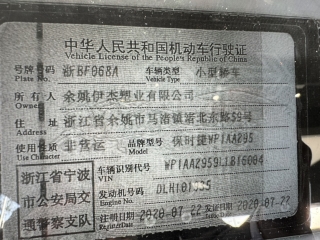 中华人民共和国机动车行驶证
Vehicle License of the People's Republic of China
号牌号码 浙BF068A 车辆类型 小型轿车
Vehicle Type
所有人 余姚伊杰塑业有限公司
Owner
住址 浙江省余姚市马渚镇渚北东路59号
Address
使用性质 非营运 品牌型号 保时捷WP1AA295
Use Character Model
浙江省宁波市公安局交通警察支队
车辆识别代号
VIN
发动机号码
Engine No.
注册日期 2020-07-22 发证日期 2020-07-22
Register Date Issue Date